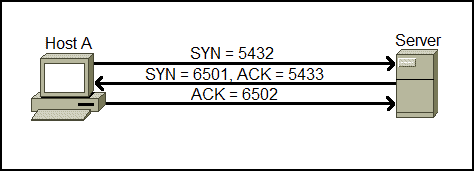 Host A
Server
SYN = 5432
SYN = 6501, ACK = 5433
ACK = 6502